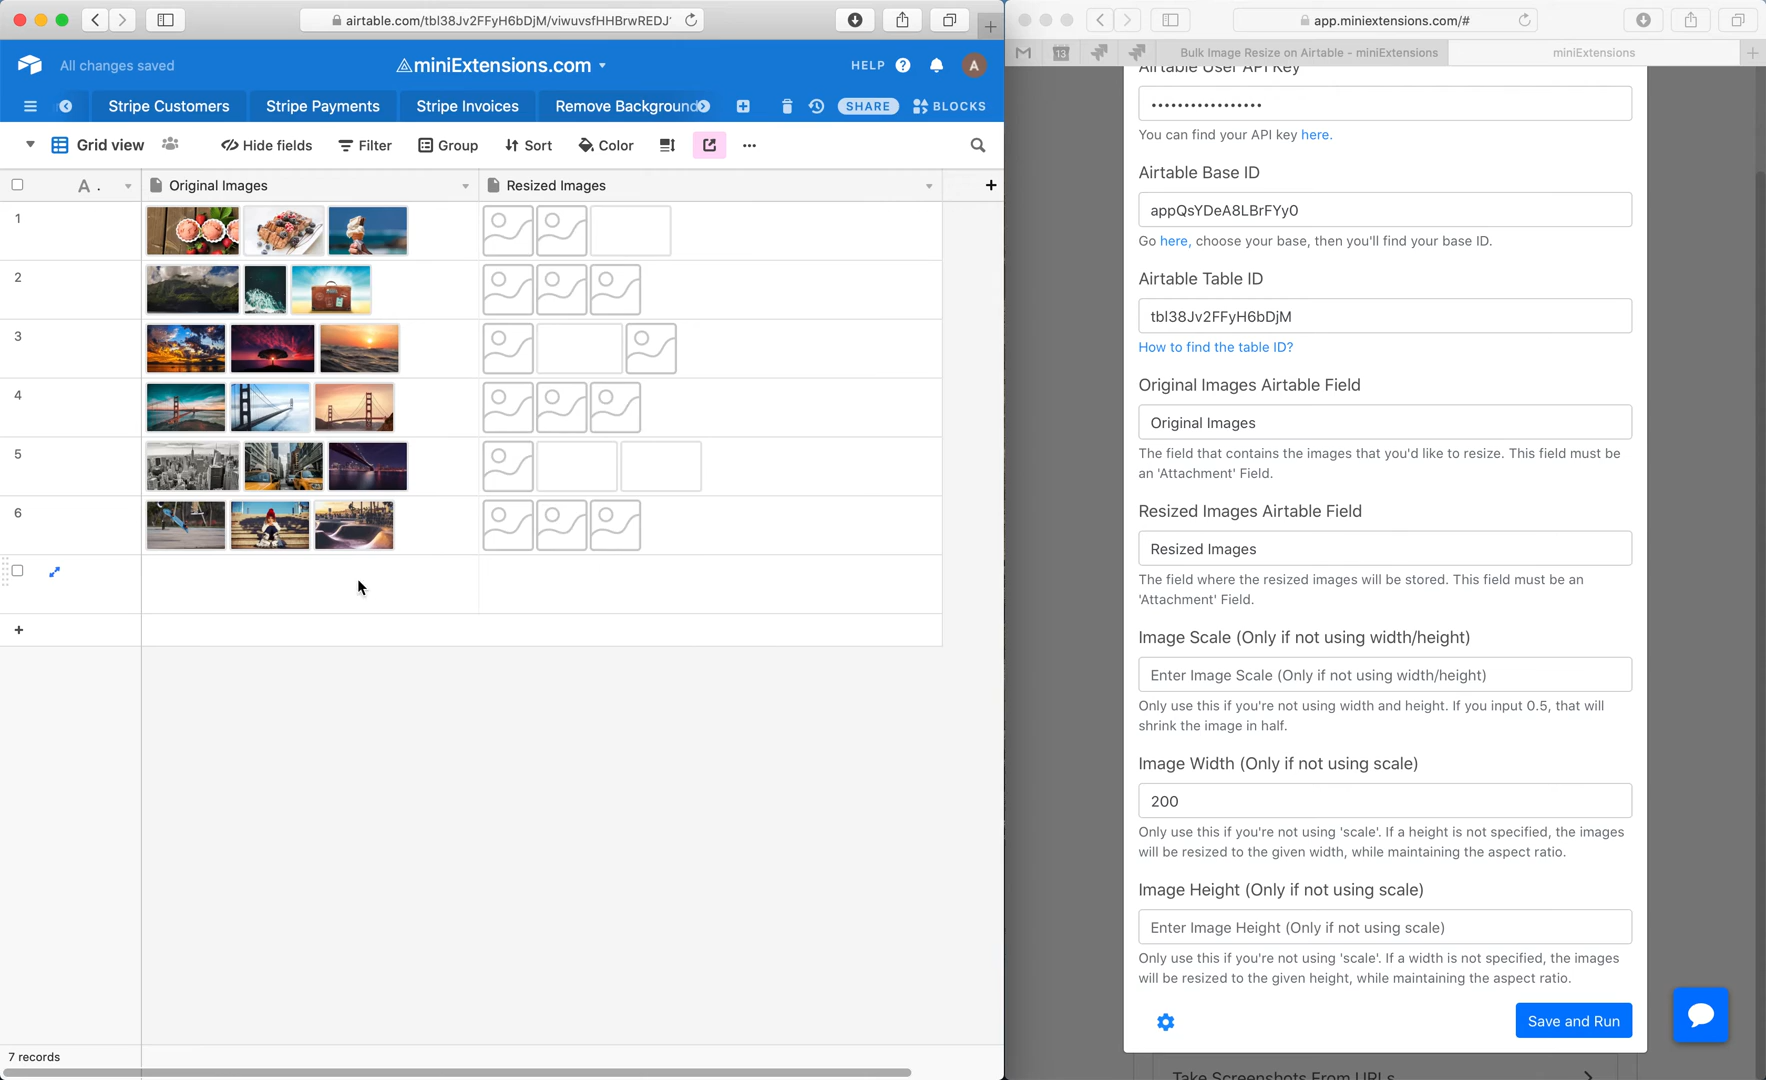 airtable.com/tbl38Jv2FFyH6bDjM/viwuvsfHHBrwREDJ
All changes saved
miniExtensions.com
HELP
A
Stripe Customers
Stripe Payments
Stripe Invoices
Remove Background
SHARE
BLOCKS
Grid view
Hide fields
Filter
Group
Sort
Color
A .
Original Images
Resized Images
+
1
2
3
4
5
6
+
7 records
app.miniextensions.com/#
13
Bulk Image Resize on Airtable - miniExtensions
miniExtensions
Airtable User API Key
•••••••••••••••••
You can find your API key here.
Airtable Base ID
appQsYDeA8LBrFYy0
Go here, choose your base, then you'll find your base ID.
Airtable Table ID
tbl38Jv2FFyH6bDjM
How to find the table ID?
Original Images Airtable Field
Original Images
The field that contains the images that you'd like to resize. This field must be
an 'Attachment' Field.
Resized Images Airtable Field
Resized Images
The field where the resized images will be stored. This field must be an
'Attachment' Field.
Image Scale (Only if not using width/height)
Enter Image Scale (Only if not using width/height)
Only use this if you're not using width and height. If you input 0.5, that will
shrink the image in half.
Image Width (Only if not using scale)
200
Only use this if you're not using 'scale'. If a height is not specified, the images
will be resized to the given width, while maintaining the aspect ratio.
Image Height (Only if not using scale)
Enter Image Height (Only if not using scale)
Only use this if you're not using 'scale'. If a width is not specified, the images
will be resized to the given height, while maintaining the aspect ratio.
Save and Run
Take Screenshots From URLs